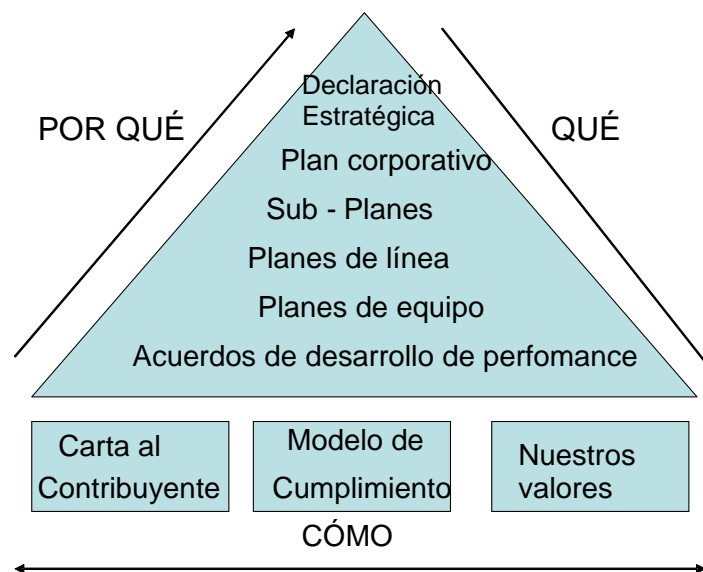 Declaración
Estratégica
POR QUÉ
QUÉ
Plan corporativo
Sub - Planes
Planes de línea
Planes de equipo
Acuerdos de desarrollo de perfomance
Carta al
Contribuyente
Modelo de
Cumplimiento
Nuestros
valores
CÓMO